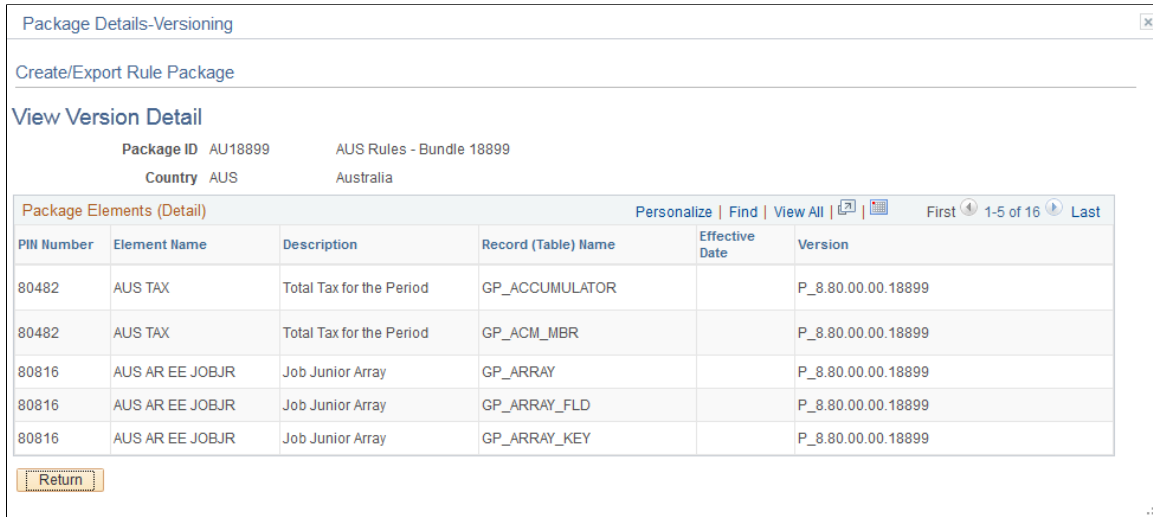 Package Details-Versioning
Create/Export Rule Package
View Version Detail
Package ID AU18899 AUS Rules - Bundle 18899
Country AUS Australia
Package Elements (Detail) Personalize | Find | View All | | First 1-5 of 16 Last
PIN Number Element Name Description Record (Table) Name Effective Date Version
80482 AUS TAX Total Tax for the Period GP_ACCUMULATOR P_8.80.00.00.18899
80482 AUS TAX Total Tax for the Period GP_ACM_MBR P_8.80.00.00.18899
80816 AUS AR EE JOBJR Job Junior Array GP_ARRAY P_8.80.00.00.18899
80816 AUS AR EE JOBJR Job Junior Array GP_ARRAY_FLD P_8.80.00.00.18899
80816 AUS AR EE JOBJR Job Junior Array GP_ARRAY_KEY P_8.80.00.00.18899
Return